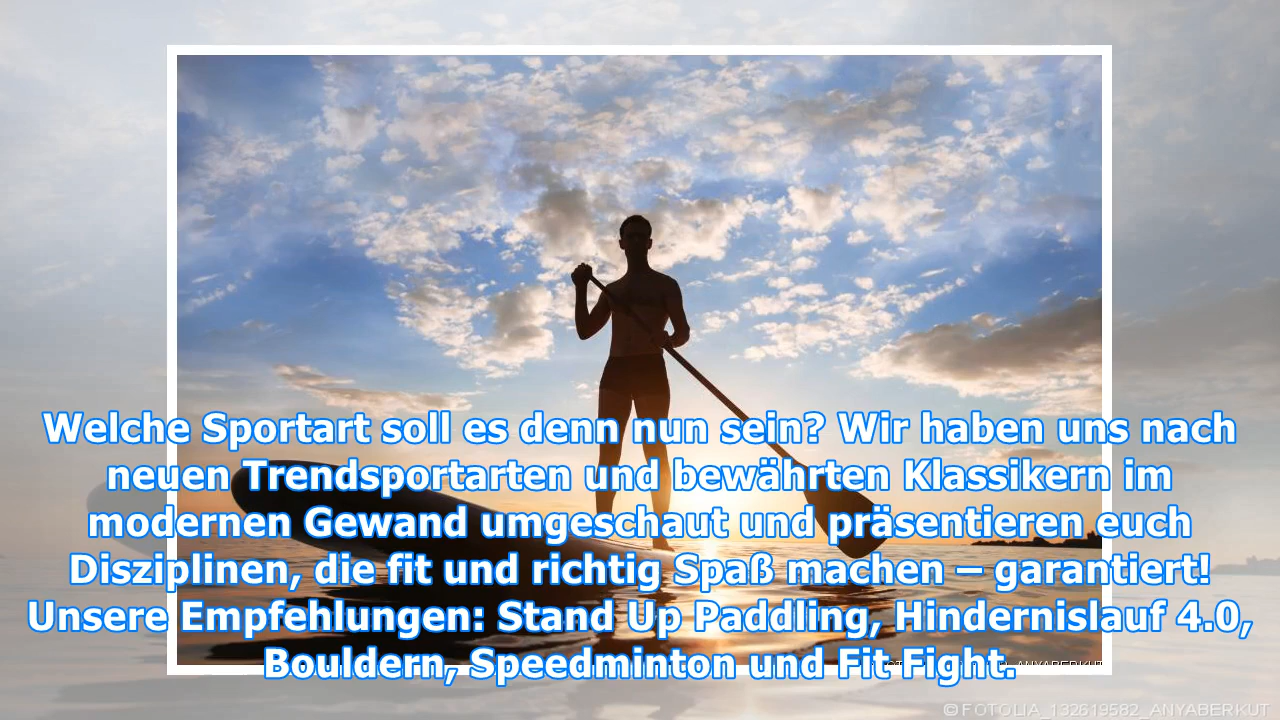 Welche Sportart soll es denn nun sein? Wir haben uns nach
neuen Trendsportarten und bewährten Klassikern im
modernen Gewand umgeschaut und präsentieren euch
Disziplinen, die fit und richtig Spaß machen – garantiert!
Unsere Empfehlungen: Stand Up Paddling, Hindernislauf 4.0,
Bouldern, Speedminton und Fit Fight.
©FOTOLIA_132619582_ANYABERKUT